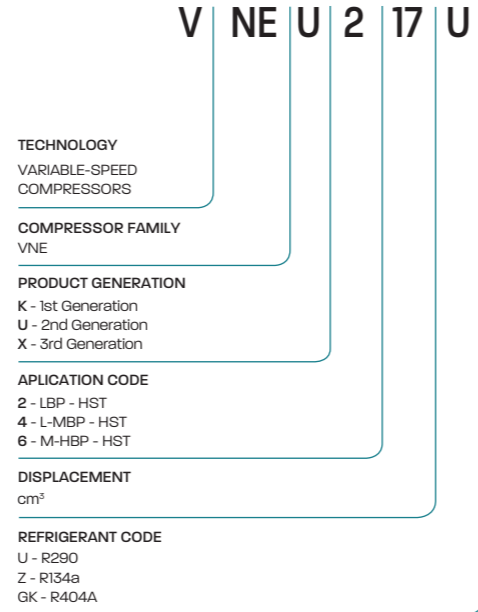 V NE U 2 17 U
TECHNOLOGY
VARIABLE-SPEED
COMPRESSORS
COMPRESSOR FAMILY
VNE
PRODUCT GENERATION
K - 1st Generation
U - 2nd Generation
X - 3rd Generation
APLICATION CODE
2 - LBP - HST
4 - L-MBP - HST
6 - M-HBP - HST
DISPLACEMENT
cm³
REFRIGERANT CODE
U - R290
Z - R134a
GK - R404A